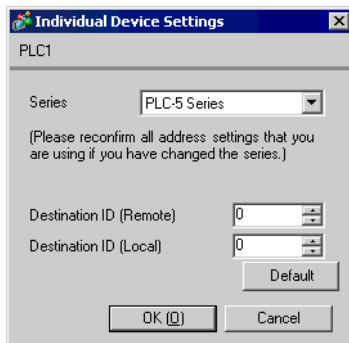 Individual Device Settings
PLC1
Series PLC-5 Series
(Please reconfirm all address settings that you
are using if you have changed the series.)
Destination ID (Remote) 0
Destination ID (Local) 0
Default
OK (O) Cancel